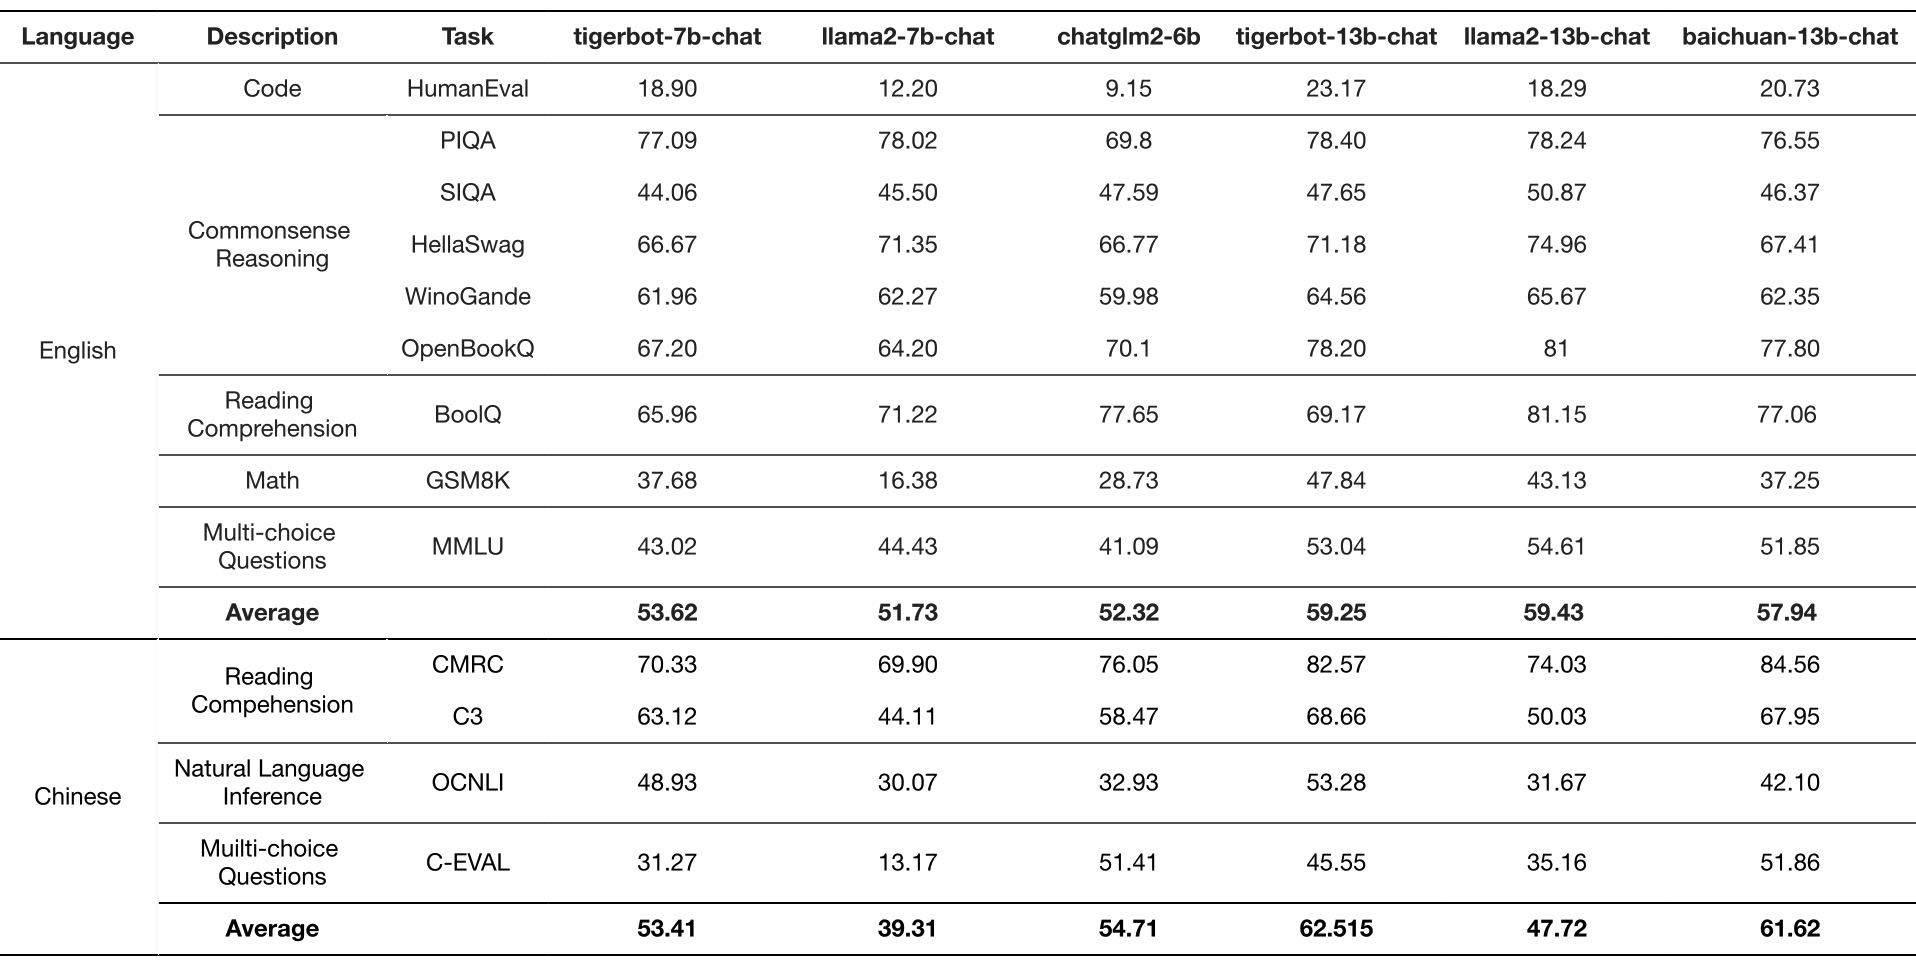 Language Description Task tigerbot-7b-chat llama2-7b-chat chatglm2-6b tigerbot-13b-chat llama2-13b-chat baichuan-13b-chat
Code HumanEval 18.90 12.20 9.15 23.17 18.29 20.73
PIQA 77.09 78.02 69.8 78.40 78.24 76.55
SIQA 44.06 45.50 47.59 47.65 50.87 46.37
Commonsense
Reasoning
HellaSwag 66.67 71.35 66.77 71.18 74.96 67.41
WinoGande 61.96 62.27 59.98 64.56 65.67 62.35
English
OpenBookQ 67.20 64.20 70.1 78.20 81 77.80
Reading
Comprehension
BoolQ 65.96 71.22 77.65 69.17 81.15 77.06
Math GSM8K 37.68 16.38 28.73 47.84 43.13 37.25
Multi-choice
Questions
MMLU 43.02 44.43 41.09 53.04 54.61 51.85
Average 53.62 51.73 52.32 59.25 59.43 57.94
CMRC 70.33 69.90 76.05 82.57 74.03 84.56
Reading
Compehension
C3 63.12 44.11 58.47 68.66 50.03 67.95
Natural Language
Inference
OCNLI 48.93 30.07 32.93 53.28 31.67 42.10
Chinese
Muilti-choice
Questions
C-EVAL 31.27 13.17 51.41 45.55 35.16 51.86
Average 53.41 39.31 54.71 62.515 47.72 61.62